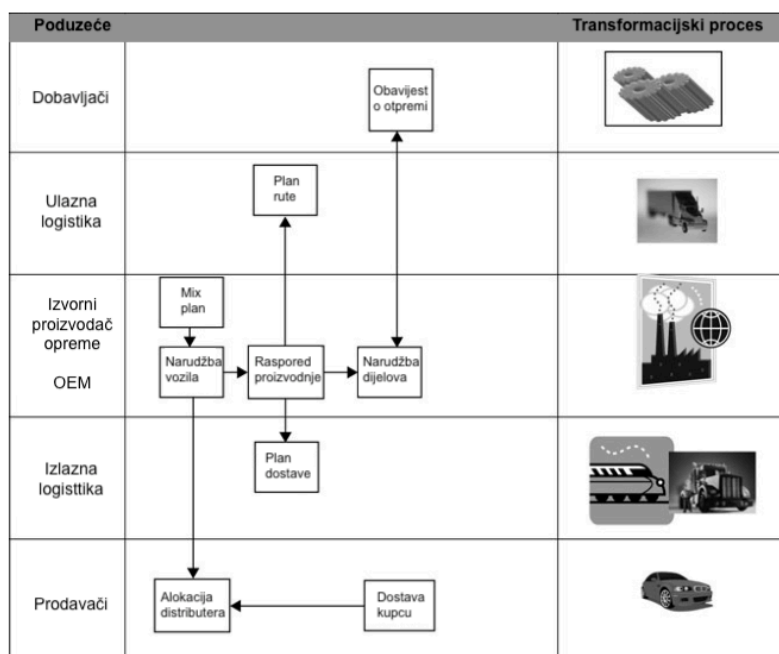 Poduzeće
Transformacijski proces
Dobavljači
Obavijest
o otpremi
Ulazna
logistika
Plan
rute
Izvorni
proizvođač
opreme
OEM
Mix
plan
Narudžba
vozila
Raspored
proizvodnje
Narudžba
dijelova
Izlazna
logisttika
Plan
dostave
Prodavači
Alokacija
distributera
Dostava
kupcu